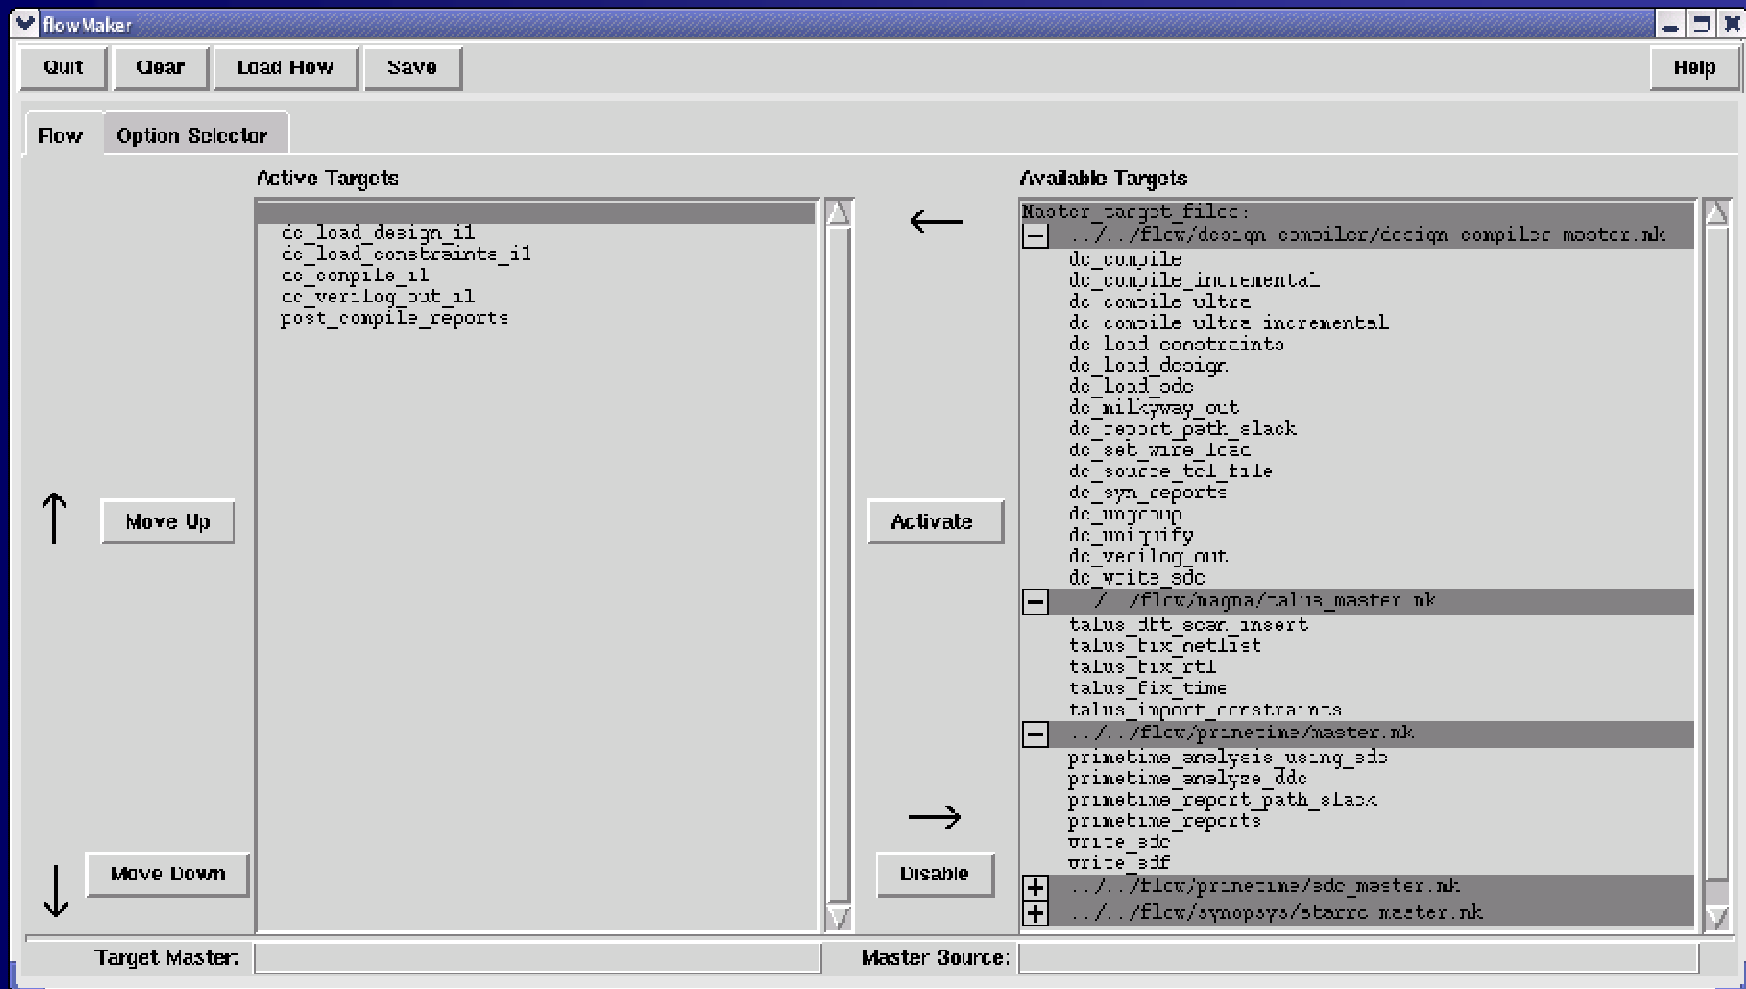 flowMaker
Quit Clear Load Flow Save Help
Flow Option Selector
Active Targets
dc_load_design_i1
dc_load_constraints_i1
dc_compile_i1
dc_verilog_out_i1
post_compile_reports
Move Up
Move Down
Activate
Disable
Available Targets
Master_target_files:
../../flow/design_compiler/design_compiler_master.mk
dc_compile
dc_compile_incremental
dc_compile_ultra
dc_compile_ultra_incremental
dc_load_constraints
dc_load_design
dc_load_sdc
dc_milkyway_out
dc_report_path_slack
dc_set_wire_load
dc_source_tcl_file
dc_syn_reports
dc_ungroup
dc_uniquify
dc_verilog_out
dc_write_sdc
../../flow/magma/talus_master.mk
talus_dft_scan_insert
talus_fix_netlist
talus_fix_rtl
talus_fix_time
talus_import_constraints
../../flow/primetime/master.mk
primetime_analysis_using_sdc
primetime_analyze_ddc
primetime_report_path_slack
primetime_reports
write_sdc
write_sdf
../../flow/primetime/sdc_master.mk
../../flow/synopsys/starrc_master.mk
Target Master:
Master Source: